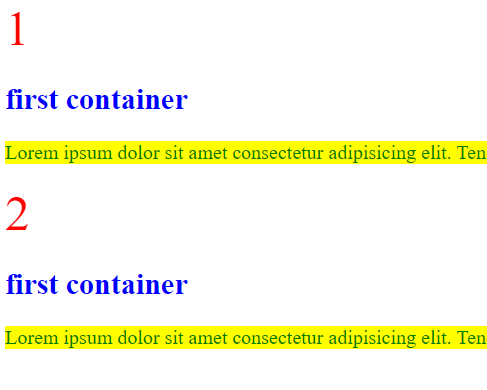 1
first container
Lorem ipsum dolor sit amet consectetur adipisicing elit. Ten
2
first container
Lorem ipsum dolor sit amet consectetur adipisicing elit. Ten